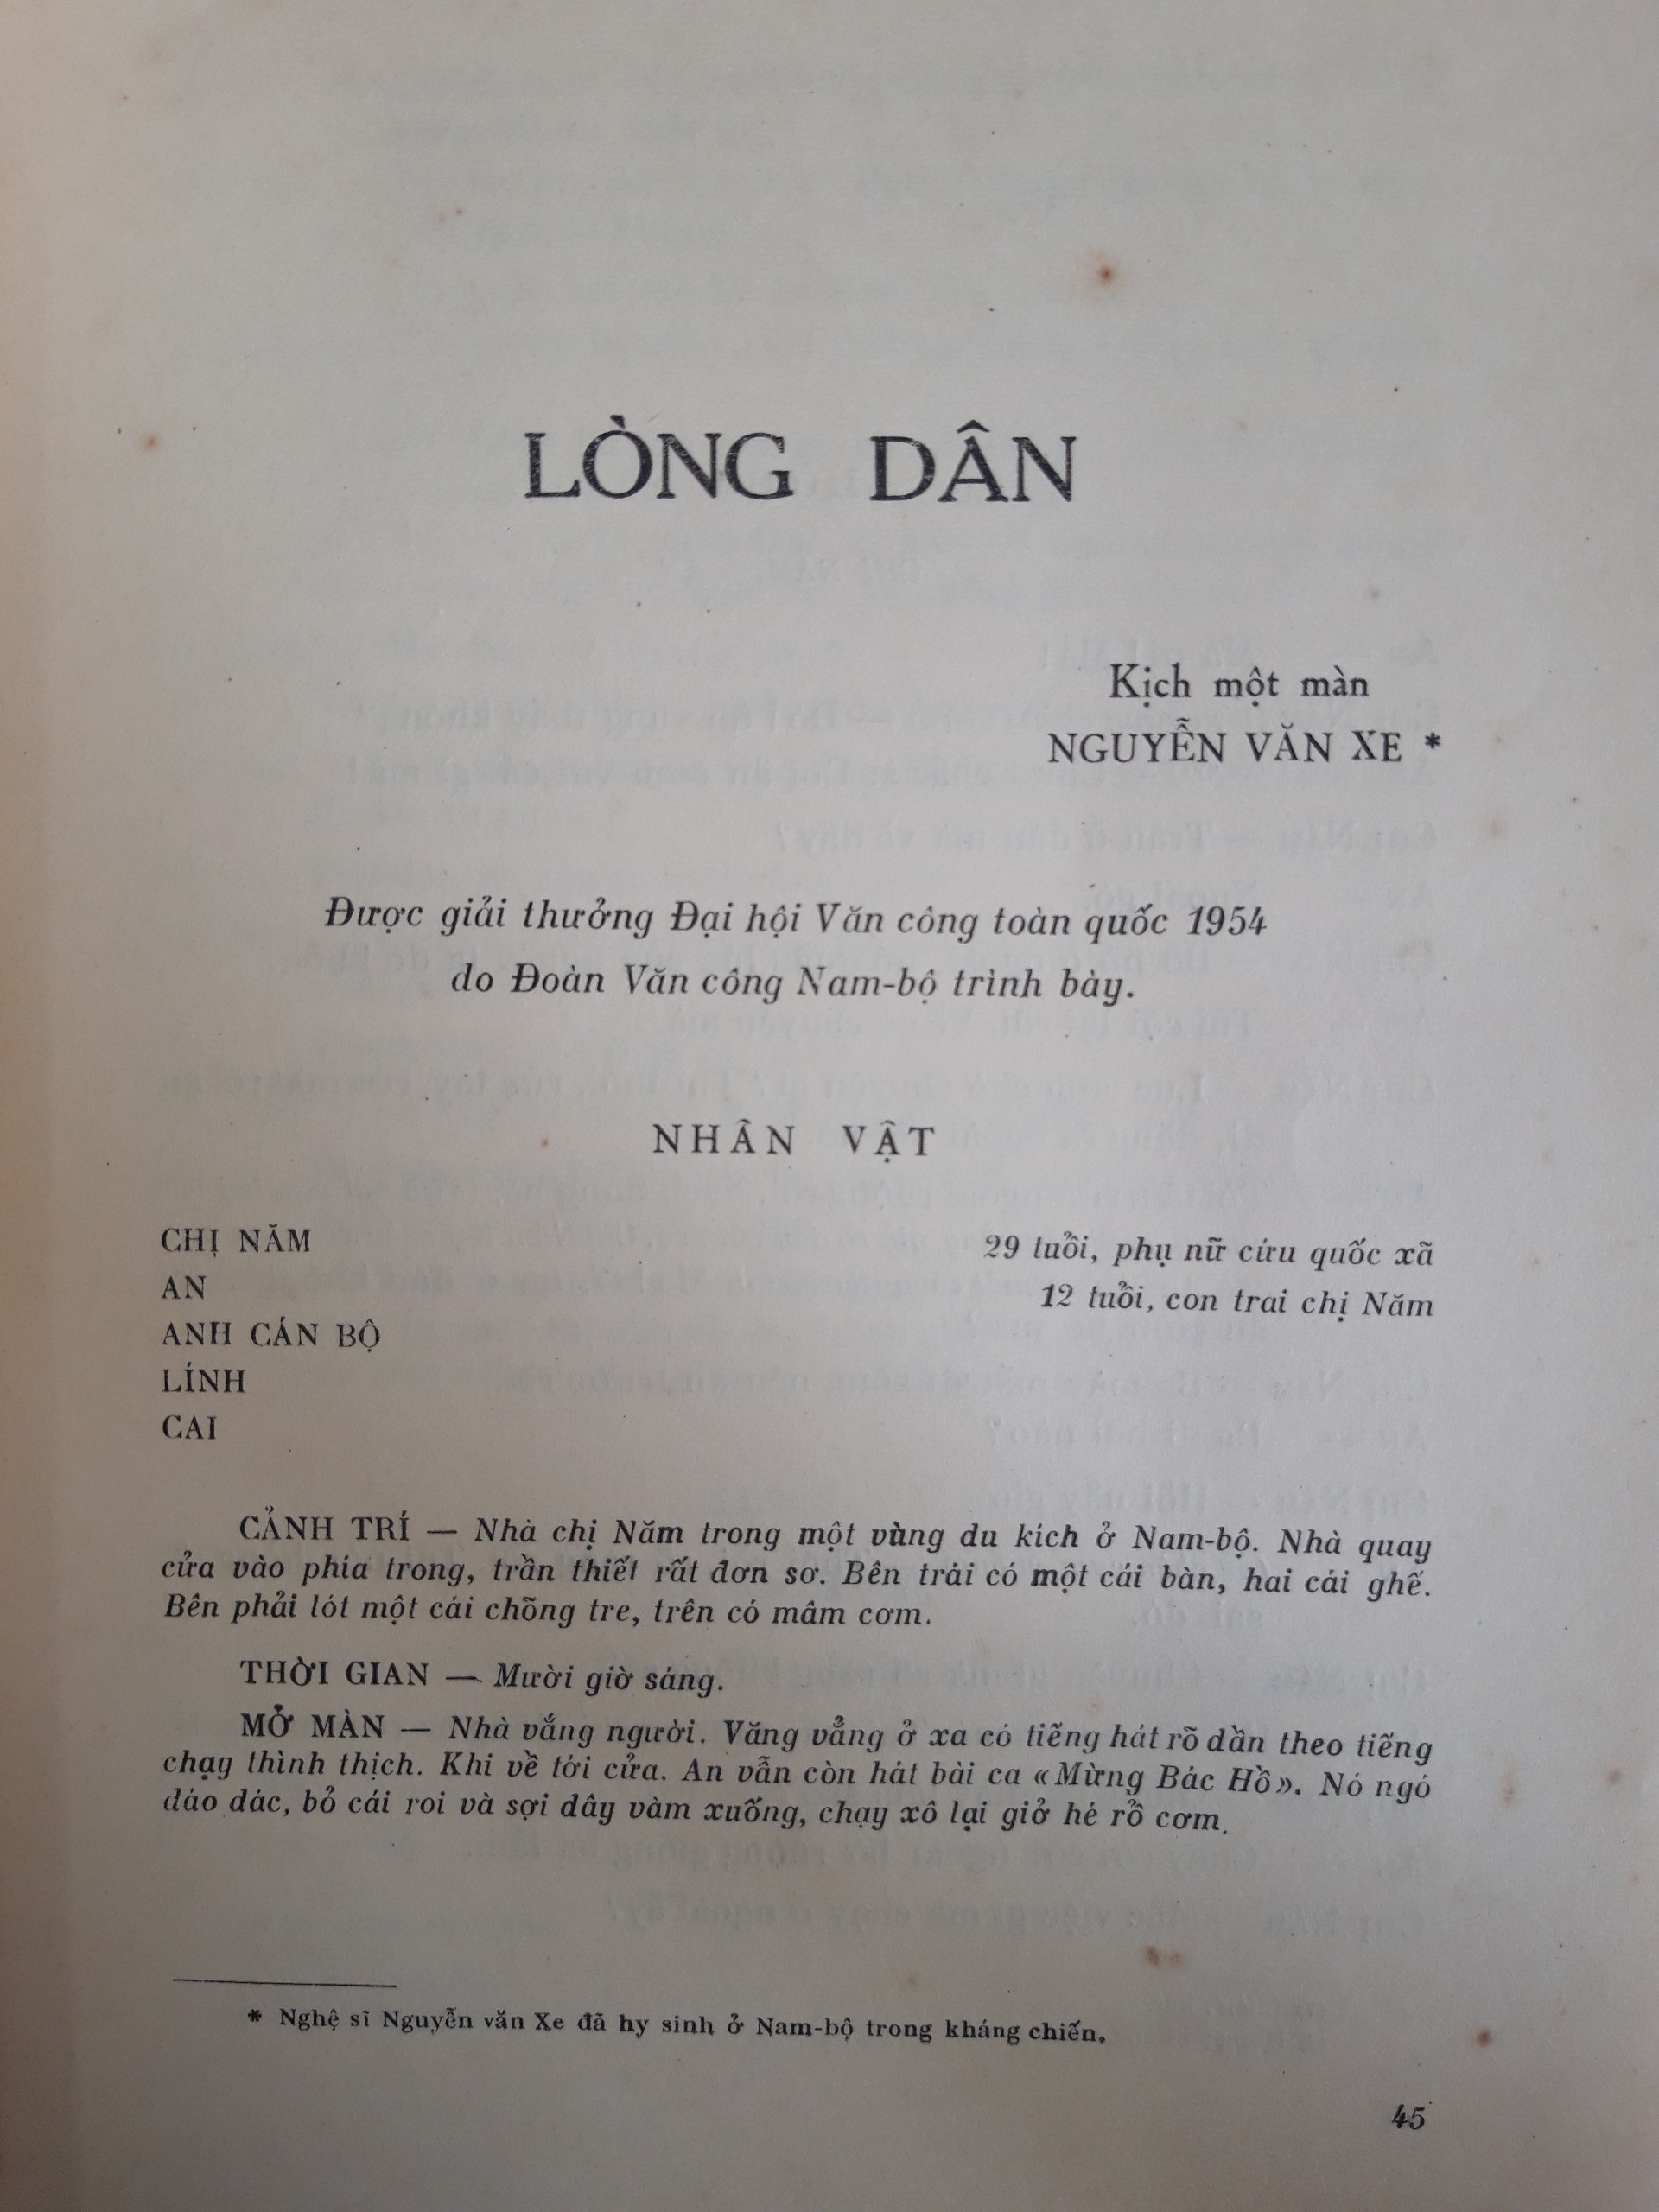 LÒNG DÂN
Kịch một màn
NGUYỄN VĂN XE *
Được giải thưởng Đại hội Văn công toàn quốc 1954
do Đoàn Văn công Nam-bộ trình bày.
NHÂN VẬT
CHỊ NĂM 29 tuổi, phụ nữ cứu quốc xã
AN 12 tuổi, con trai chị Năm
ANH CÁN BỘ
LÍNH
CAI
CẢNH TRÍ — Nhà chị Năm trong một vùng du kích ở Nam-bộ. Nhà quay
cửa vào phía trong, trần thiết rất đơn sơ. Bên trái có một cái bàn, hai cái ghế.
Bên phải lót một cái chõng tre, trên có mâm cơm.
THỜI GIAN — Mười giờ sáng.
MỞ MÀN — Nhà vắng người. Văng vẳng ở xa có tiếng hát rõ dần theo tiếng
chạy thình thịch. Khi về tới cửa. An vẫn còn hát bài ca «Mừng Bác Hồ». Nó ngó
dáo dác, bỏ cái roi và sợi dây vàm xuống, chạy xô lại giở hé rổ cơm.
* Nghệ sĩ Nguyễn văn Xe đã hy sinh ở Nam-bộ trong kháng chiến.
45